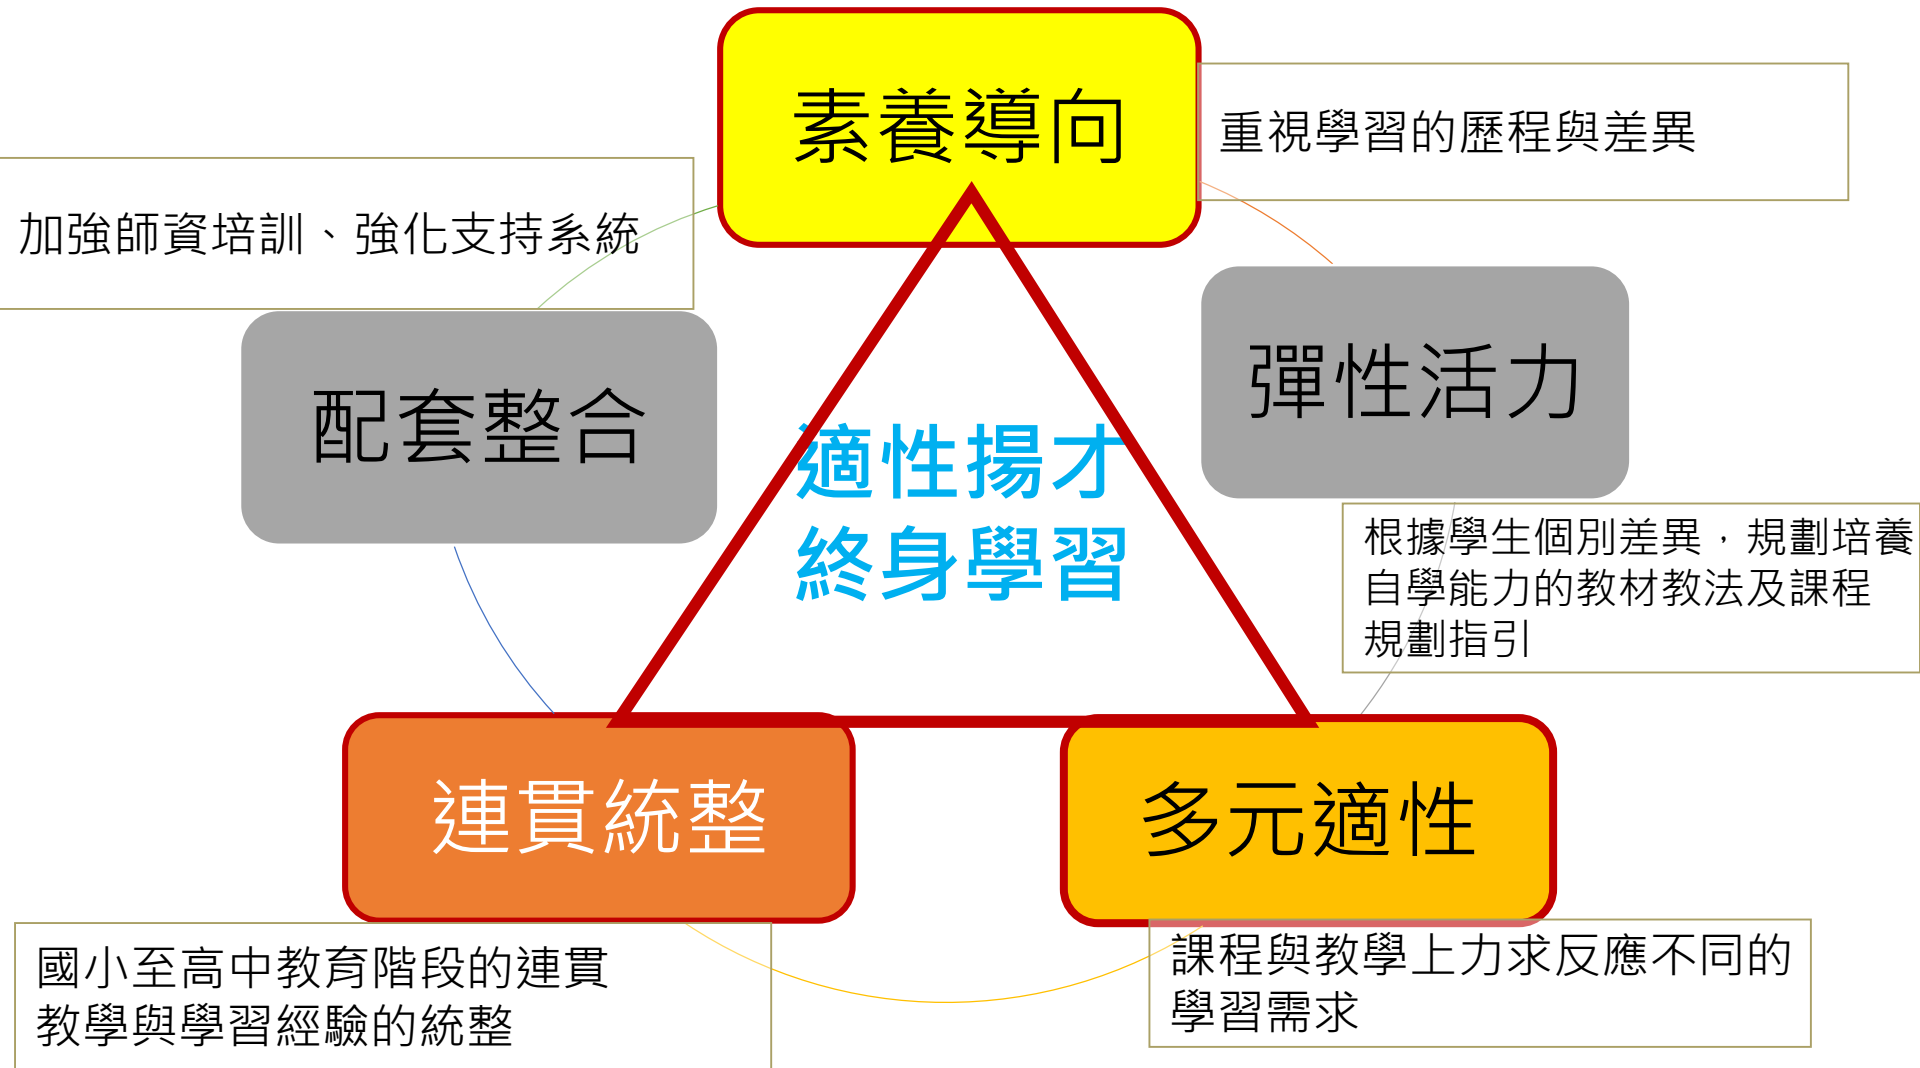 素養導向
重視學習的歷程與差異
加強師資培訓、強化支持系統
彈性活力
配套整合
適性揚才
終身學習
根據學生個別差異，規劃培養
自學能力的教材教法及課程
規劃指引
連貫統整
多元適性
國小至高中教育階段的連貫
教學與學習經驗的統整
課程與教學上力求反應不同的
學習需求